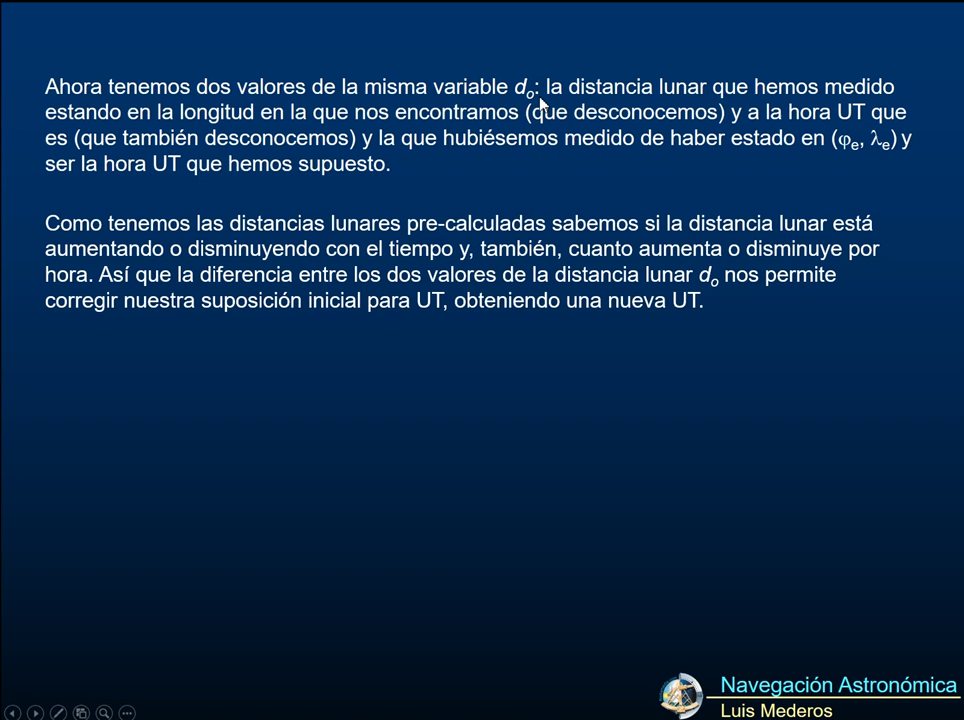 Ahora tenemos dos valores de la misma variable do: la distancia lunar que hemos medido
estando en la longitud en la que nos encontramos (que desconocemos) y a la hora UT que
es (que también desconocemos) y la que hubiésemos medido de haber estado en (φe, λe) y
ser la hora UT que hemos supuesto.
Como tenemos las distancias lunares pre-calculadas sabemos si la distancia lunar está
aumentando o disminuyendo con el tiempo y, también, cuanto aumenta o disminuye por
hora. Así que la diferencia entre los dos valores de la distancia lunar do nos permite
corregir nuestra suposición inicial para UT, obteniendo una nueva UT.
Navegación Astronómica
Luis Mederos